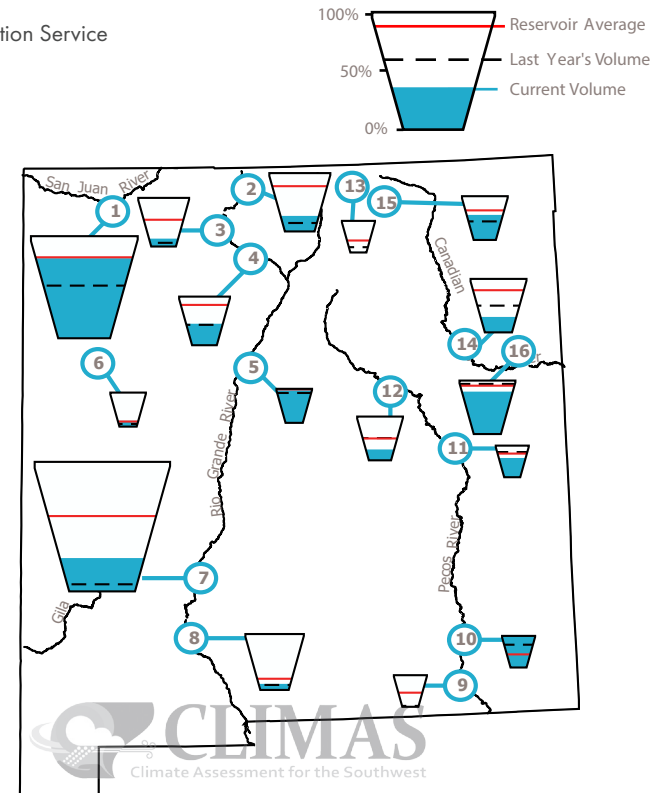 tion Service
100%
50%
0%
Reservoir Average
Last Year's Volume
Current Volume
San Juan River
1
2
3
4
13
15
Canadian
14
16
er
6
5
12
Rio Grande River
11
Pecos River
7
Gila
8
10
9
CLIMAS
Climate Assessment for the Southwest